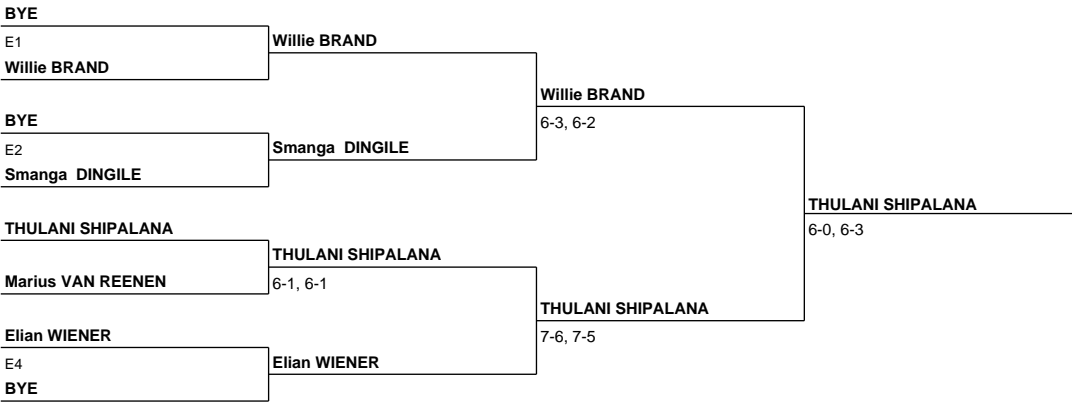 BYE
E1
Willie BRAND
Willie BRAND
Willie BRAND
6-3, 6-2
BYE
E2
Smanga DINGILE
Smanga DINGILE
THULANI SHIPALANA
6-0, 6-3
THULANI SHIPALANA
THULANI SHIPALANA
Marius VAN REENEN
6-1, 6-1
THULANI SHIPALANA
7-6, 7-5
Elian WIENER
E4
Elian WIENER
BYE